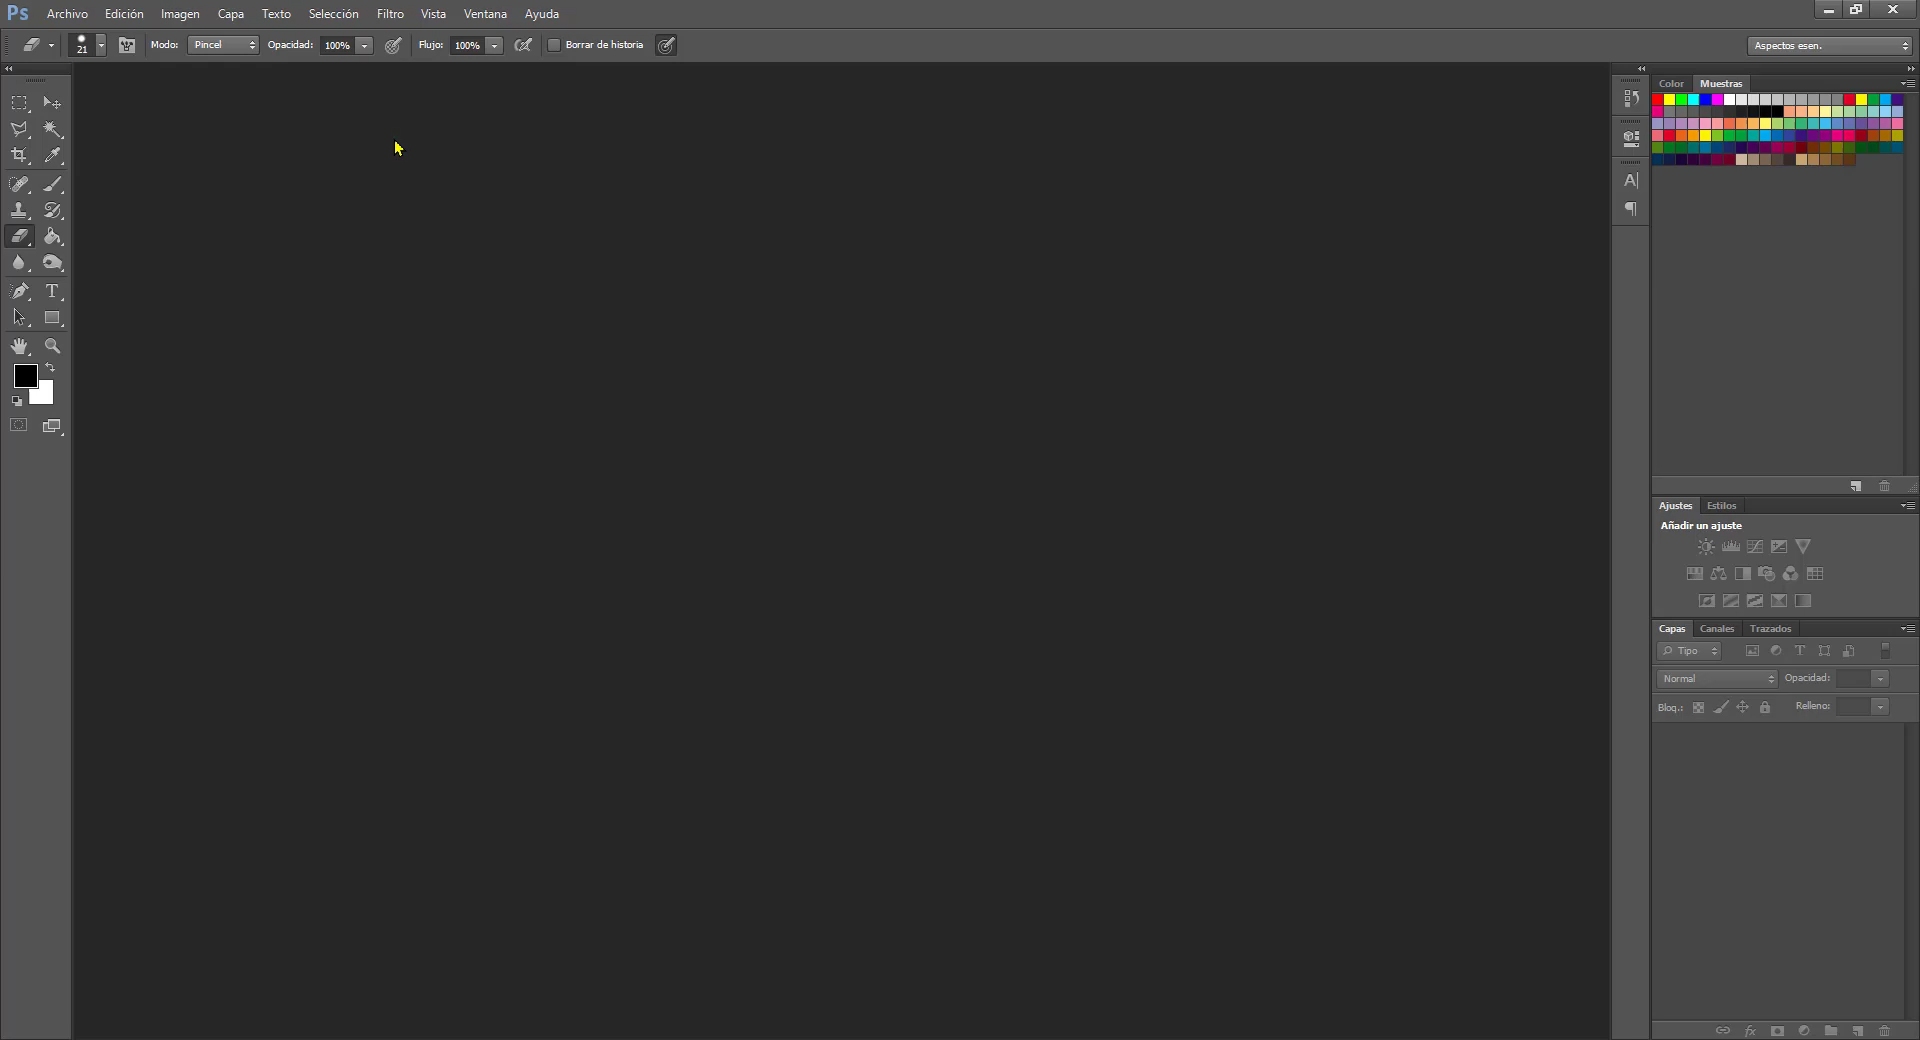 Ps Archivo Edición Imagen Capa Texto Selección Filtro Vista Ventana Ayuda
21 Modo: Pincel Opacidad: 100% Flujo: 100% Borrar de historia Aspectos esen.
Color Muestras
Ajustes Estilos
Añadir un ajuste
Capas Canales Trazados
Tipo
Normal Opacidad:
Bloq.: Relleno: